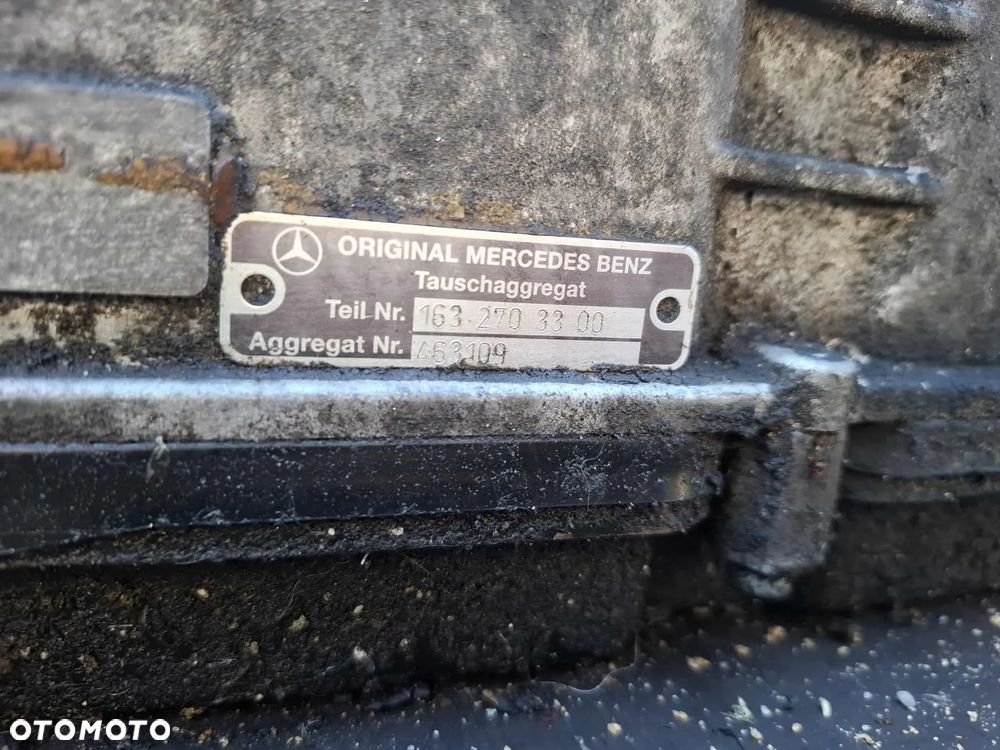 ORIGINAL MERCEDES BENZ
Tauschaggregat
Teil Nr. 163 270 33 00
Aggregat Nr. 463109
OTOMOTO